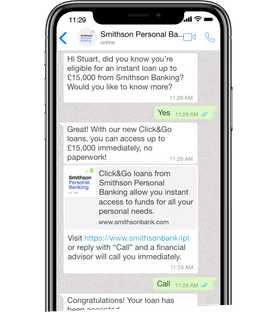 11:29
Smithson Personal Ba...
online
Hi Stuart, did you know you're
eligible for an instant loan up to
£15,000 from Smithson Banking?
Would you like to know more?
11:29 AM
Yes 11:29 AM
Great! With our new Click&Go
loans, you can access up to
£15,000 immediately, no
paperwork!
11:29 AM
Smithson
Personal
Banking
Click&Go loans from
Smithson Personal
Banking allow you instant
access to funds for all your
personal needs.
www.smithsonbank.com
Visit https://www.smithsonbank/ipl
or reply with "Call" and a financial
advisor will call you immediately.
11:29 AM
Call 11:29 AM
Congratulations! Your loan has
been accepted